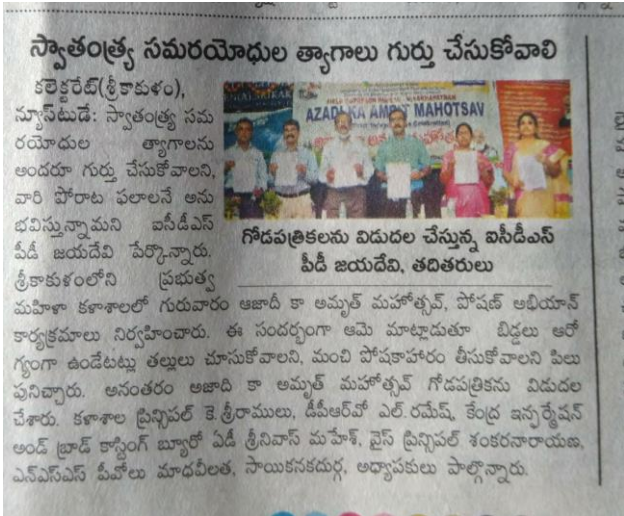 స్వాతంత్ర్య సమరయోధుల త్యాగాలు గుర్తు చేసుకోవాలి
కలెక్టరేట్(శ్రీకాకుళం),
న్యూస్‌టుడే: స్వాతంత్ర్య సమ
రయోధుల త్యాగాలను
అందరూ గుర్తు చేసుకోవాలని,
వారి పోరాట ఫలాలనే అను
భవిస్తున్నామని ఐసీడీఎస్
పీడీ జయదేవి పేర్కొన్నారు.
శ్రీకాకుళంలోని ప్రభుత్వ
AZADI KA AMRIT MAHOTSAV
గోడపత్రికలను విడుదల చేస్తున్న ఐసీడీఎస్
పీడీ జయదేవి, తదితరులు
మహిళా కళాశాలలో గురువారం ఆజాదీ కా అమృత్ మహోత్సవ్, పోషణ్ అభియాన్
కార్యక్రమాలు నిర్వహించారు. ఈ సందర్భంగా ఆమె మాట్లాడుతూ బిడ్డలు ఆరో
గ్యంగా ఉండేటట్లు తల్లులు చూసుకోవాలని, మంచి పోషకాహారం తీసుకోవాలని పిలు
పునిచ్చారు. అనంతరం అజాది కా అమృత్ మహోత్సవ్ గోడపత్రికను విడుదల
చేశారు. కళాశాల ప్రిన్సిపల్ కె.శ్రీరాములు, డీపీఆర్‌వో ఎల్.రమేష్, కేంద్ర ఇన్ఫర్మేషన్
అండ్ బ్రాడ్ కాస్టింగ్ బ్యూరో ఏడీ శ్రీనివాస్ మహేశ్, వైస్ ప్రిన్సిపల్ శంకరనారాయణ,
ఎన్ఎస్ఎస్ పీవోలు మాధవీలత, సాయికనకదుర్గ, అధ్యాపకులు పాల్గొన్నారు.